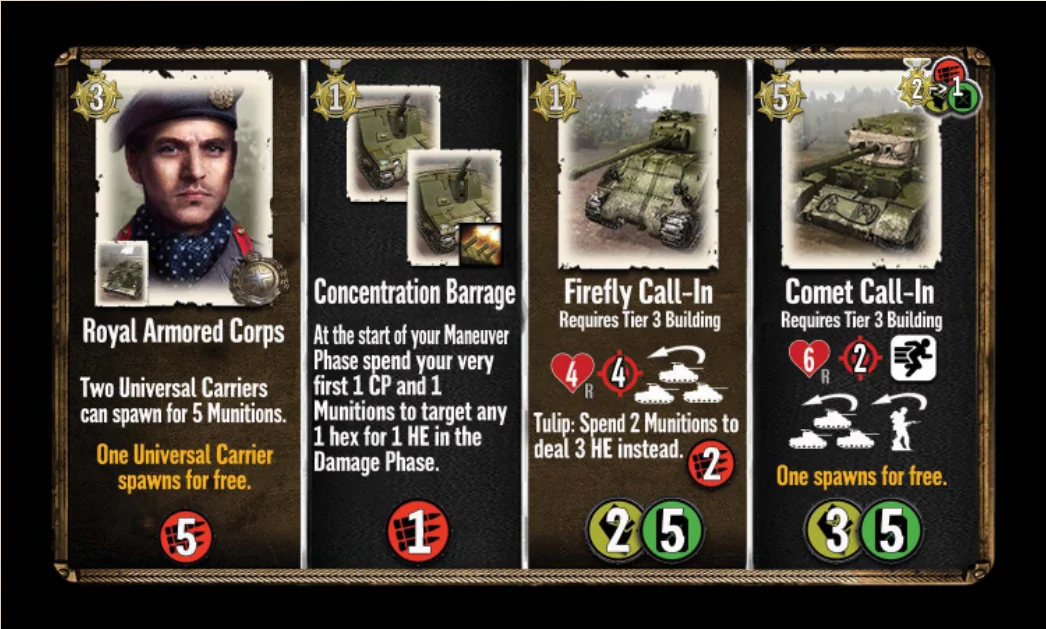 3
Royal Armored Corps
Two Universal Carriers
can spawn for 5 Munitions.
One Universal Carrier
spawns for free.
5
1
Concentration Barrage
At the start of your Maneuver
Phase spend your very
first 1 CP and 1
Munitions to target any
1 hex for 1 HE in the
Damage Phase.
1
1
Firefly Call-In
Requires Tier 3 Building
4 R 4
Tulip: Spend 2 Munitions to
deal 3 HE instead.
2
2 5
5
2 -> 1
Comet Call-In
Requires Tier 3 Building
6 R 2
One spawns for free.
3 5